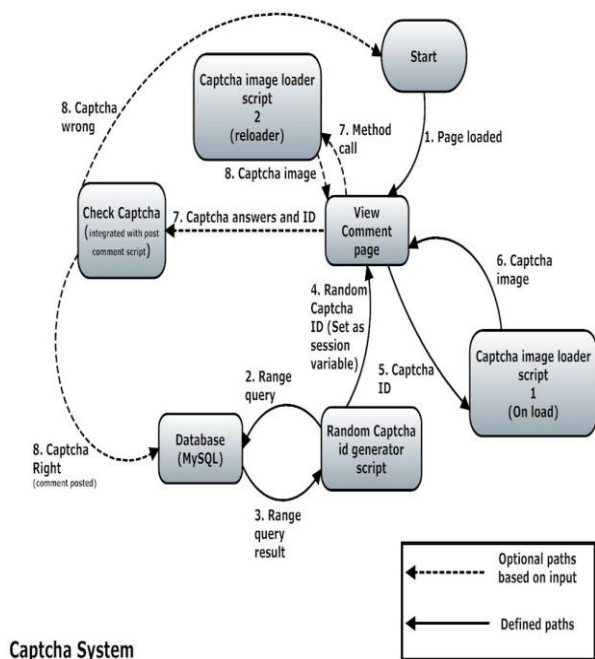 Start
Captcha image loader
script
2
(reloader)
8. Captcha
wrong
7. Method
call
1. Page loaded
8. Captcha image
Check Captcha
(integrated with post
comment script)
7. Captcha answers and ID
View
Comment
page
6. Captcha
image
4. Random
Captcha
ID (Set as
session
variable)
Captcha image loader
script
1
(On load)
5. Captcha
ID
2. Range
query
8. Captcha
Right
(comment posted)
Database
(MySQL)
Random Captcha
id generator
script
3. Range
query
result
Optional paths
based on input
Defined paths
Captcha System